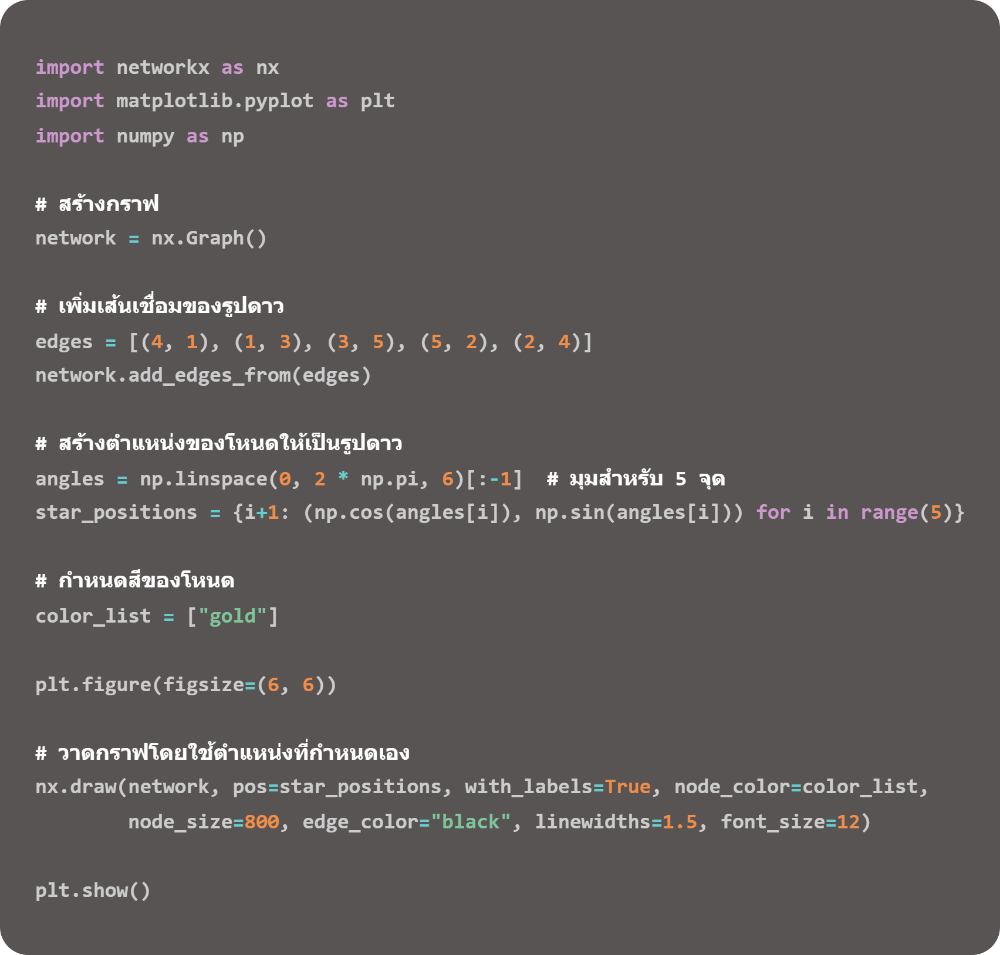 import networkx as nx
import matplotlib.pyplot as plt
import numpy as np
# สร้างกราฟ
network = nx.Graph()
# เพิ่มเส้นเชื่อมของรูปดาว
edges = [(4, 1), (1, 3), (3, 5), (5, 2), (2, 4)]
network.add_edges_from(edges)
# สร้างตำแหน่งของโหนดให้เป็นรูปดาว
angles = np.linspace(0, 2 * np.pi, 6)[:-1]  # มุมสำหรับ 5 จุด
star_positions = {i+1: (np.cos(angles[i]), np.sin(angles[i])) for i in range(5)}
# กำหนดสีของโหนด
color_list = ["gold"]
plt.figure(figsize=(6, 6))
# วาดกราฟโดยใช้ตำแหน่งที่กำหนดเอง
nx.draw(network, pos=star_positions, with_labels=True, node_color=color_list,
        node_size=800, edge_color="black", linewidths=1.5, font_size=12)
plt.show()